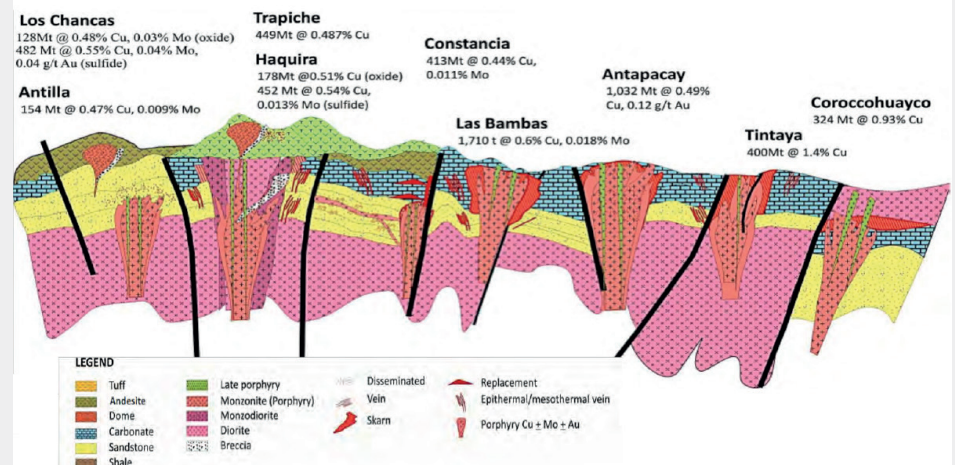 Los Chancas
128Mt @ 0.48% Cu, 0.03% Mo (oxide)
482 Mt @ 0.55% Cu, 0.04% Mo,
0.04 g/t Au (sulfide)
Antilla
154 Mt @ 0.47% Cu, 0.009% Mo
Trapiche
449Mt @ 0.487% Cu
Haquira
178Mt @0.51% Cu (oxide)
452 Mt @ 0.54% Cu,
0.013% Mo (sulfide)
Constancia
413Mt @ 0.44% Cu,
0.011% Mo
Las Bambas
1,710 t @ 0.6% Cu, 0.018% Mo
Antapacay
1,032 Mt @ 0.49%
Cu, 0.12 g/t Au
Tintaya
400Mt @ 1.4% Cu
Coroccohuayco
324 Mt @ 0.93% Cu
LEGEND
Tuff
Andesite
Dome
Carbonate
Sandstone
Shale
Late porphyry
Monzonite (Porphyry)
Monzodiorite
Diorite
Breccia
Disseminated
Vein
Skarn
Replacement
Epithermal/mesothermal vein
Porphyry Cu ± Mo ± Au